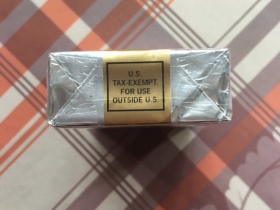 U.S.
TAX-EXEMPT.
FOR USE
OUTSIDE U.S.